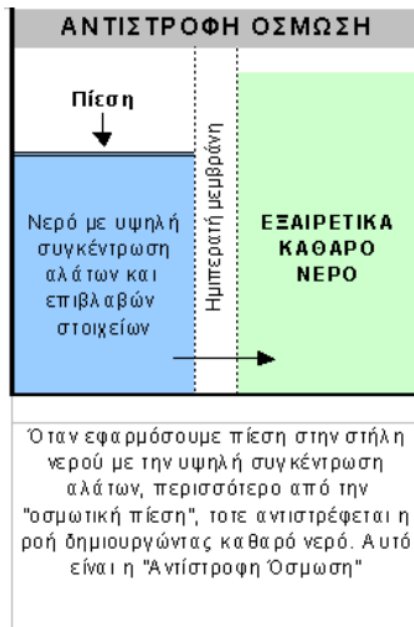 ΑΝΤΙΣΤΡΟΦΗ ΟΣΜΩΣΗ
Πίεση
Νερό με υψηλή
συγκέντρωση
αλάτων και
επιβλαβών
στοιχείων
Ημιπερατή μεμβράνη
ΕΞΑΙΡΕΤΙΚΑ
ΚΑΘΑΡΟ
ΝΕΡΟ
Όταν εφαρμόσουμε πίεση στην στήλη
νερού με την υψηλή συγκέντρωση
αλάτων, περισσότερο από την
"οσμωτική πίεση", τοτε αντιστρέφεται η
ροή δημιουργώντας καθαρό νερό. Αυτό
είναι η "Αντίστροφη Όσμωση"